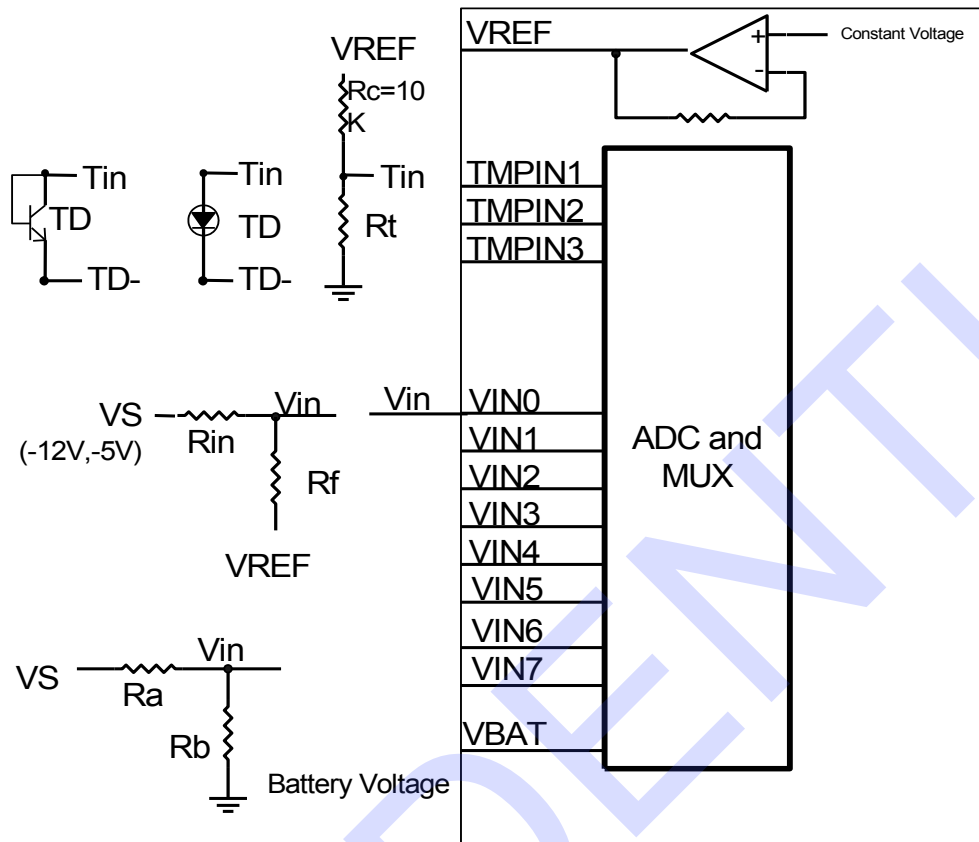 VREF
Constant Voltage
+
-
VREF
Rc=10
K
Tin
Rt
Tin
TD
TD-
Tin
TD
TD-
TMPIN1
TMPIN2
TMPIN3
VS
(-12V,-5V)
Rin
Vin
Rf
VREF
Vin
VIN0
VIN1
VIN2
VIN3
VIN4
VIN5
VIN6
VIN7
VBAT
ADC and
MUX
VS
Ra
Vin
Rb
Battery Voltage
DENTI